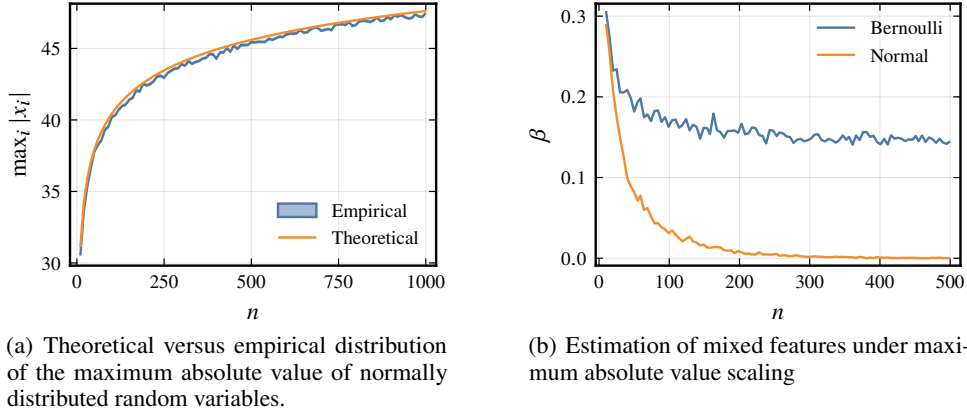 max_i |x_i|
45
40
35
30
0
250
500
750
1000
n
Empirical
Theoretical
(a) Theoretical versus empirical distribution
of the maximum absolute value of normally
distributed random variables.
β
0.3
0.2
0.1
0.0
0
100
200
300
400
500
n
Bernoulli
Normal
(b) Estimation of mixed features under maxi-
mum absolute value scaling